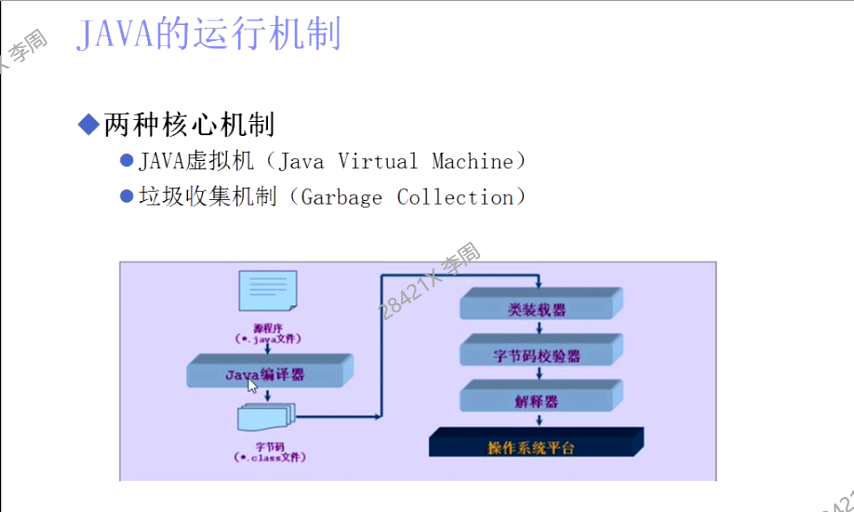 JAVA的运行机制
X 李周
两种核心机制
JAVA虚拟机（Java Virtual Machine）
垃圾收集机制（Garbage Collection）
28421X 李周
源程序
(*.java文件)
Java编译器
字节码
(*.class文件)
类装载器
字节码校验器
解释器
操作系统平台